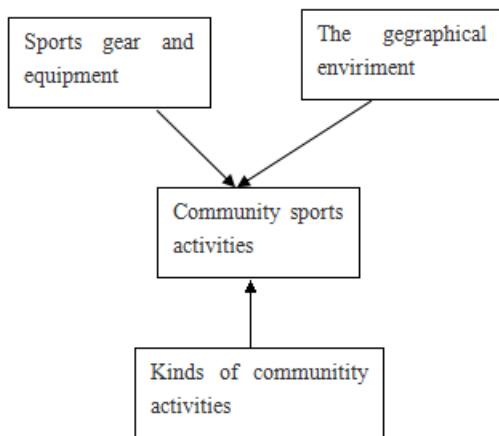 Sports gear and
equipment
The gegraphical
enviriment
Community sports
activities
Kinds of communitity
activities